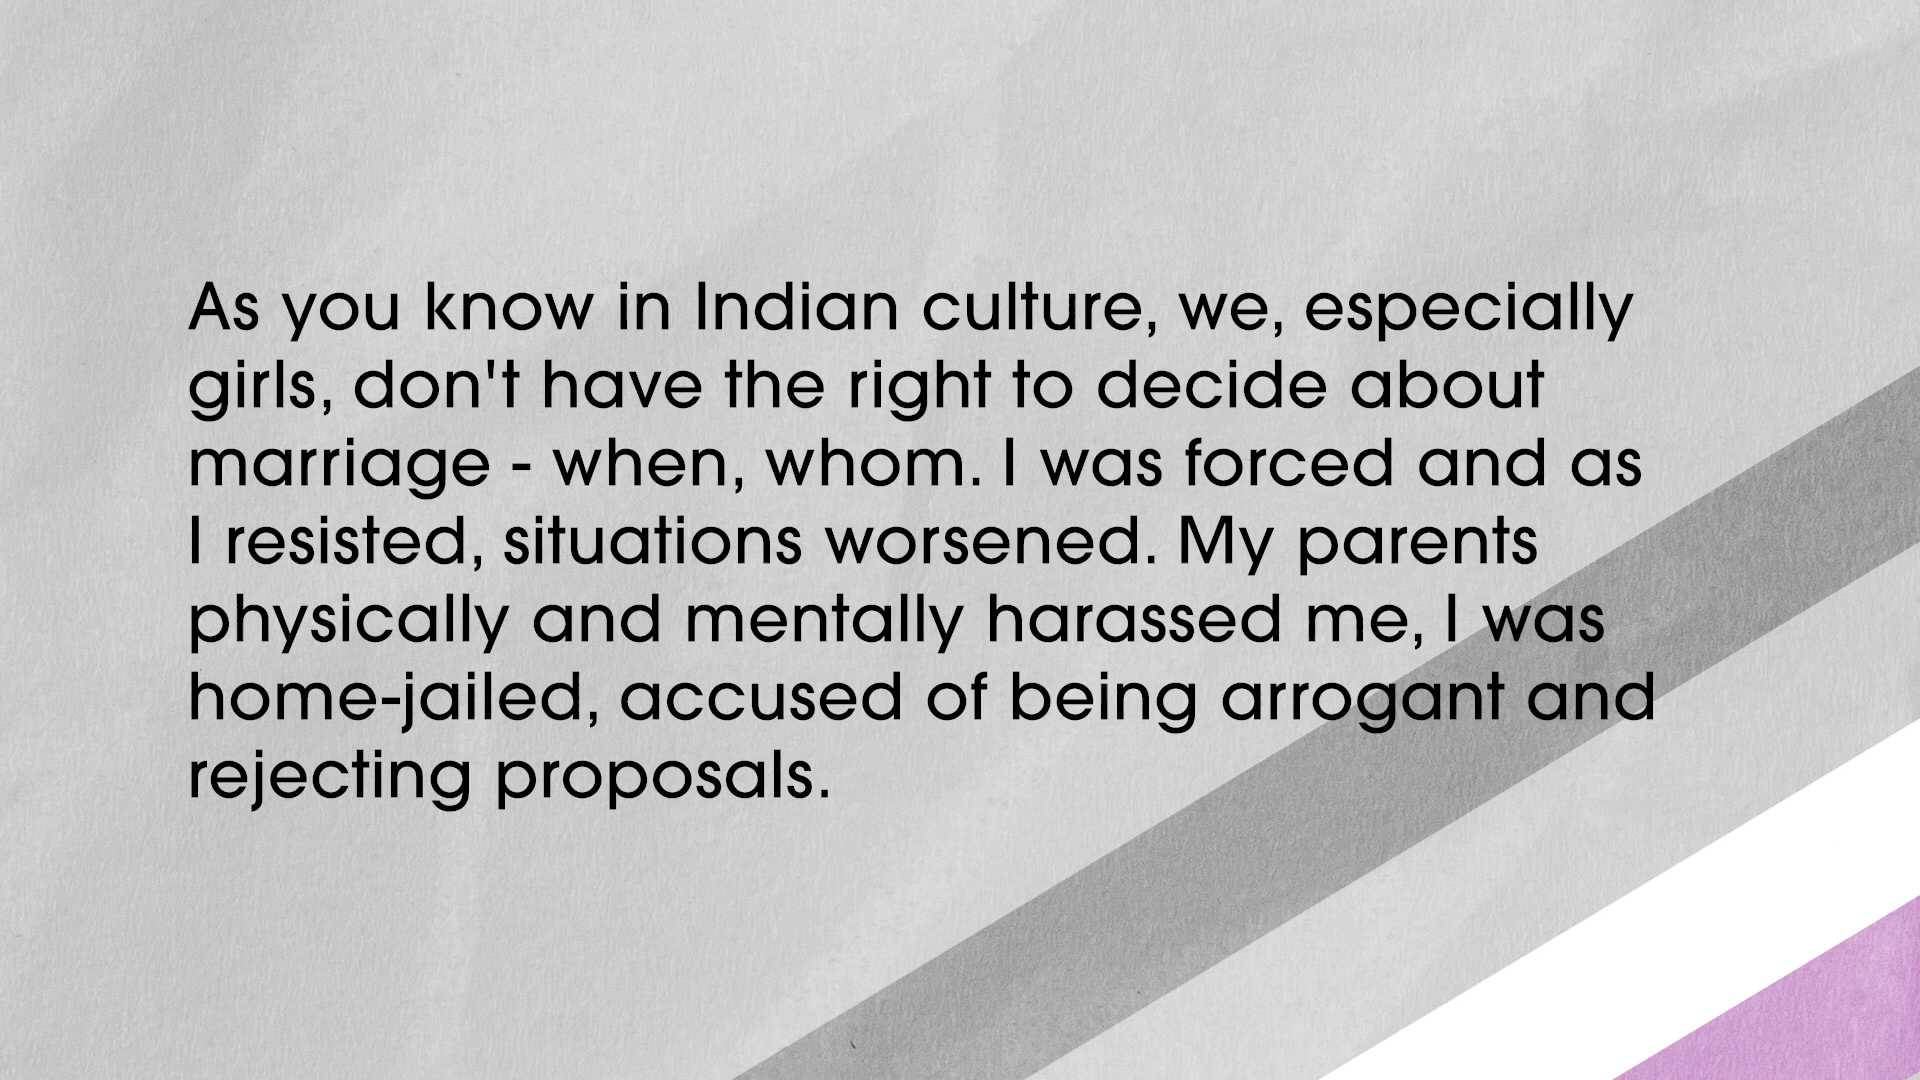 As you know in Indian culture, we, especially
girls, don't have the right to decide about
marriage - when, whom. I was forced and as
I resisted, situations worsened. My parents
physically and mentally harassed me, I was
home-jailed, accused of being arrogant and
rejecting proposals.